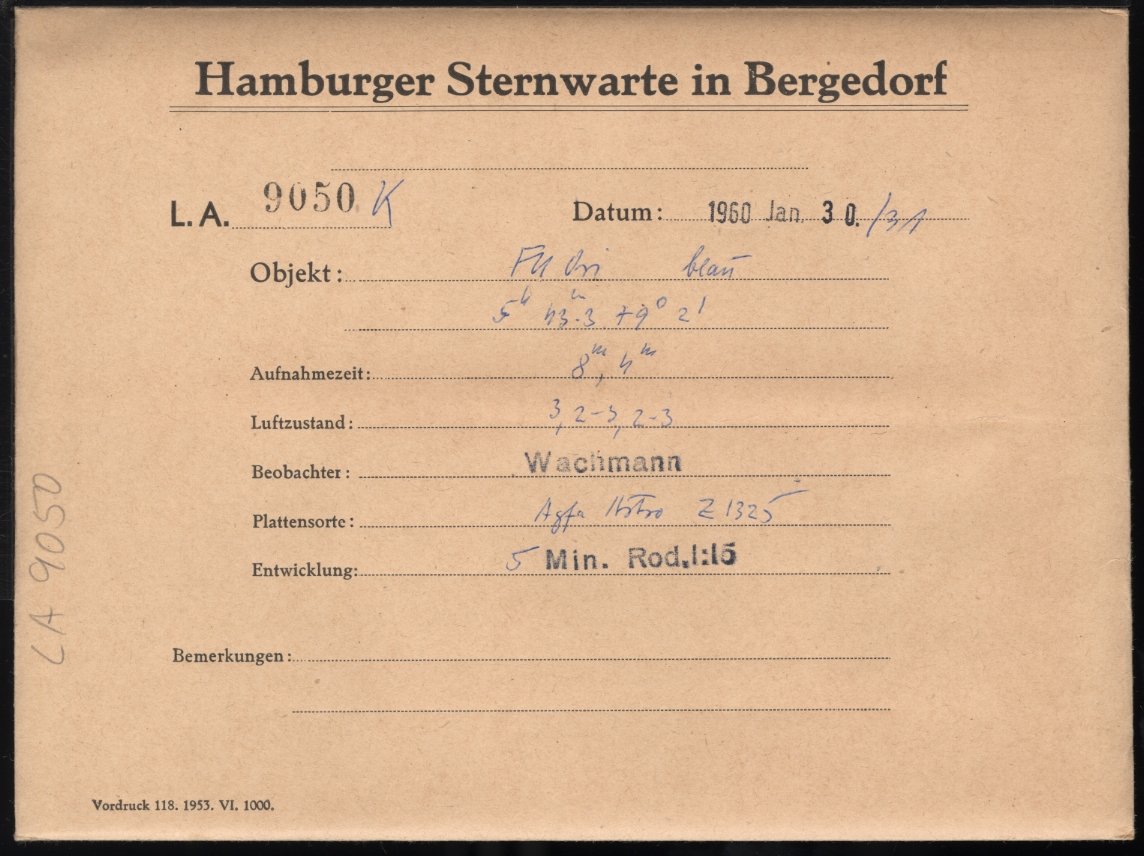 Hamburger Sternwarte in Bergedorf
L. A. 9050 K
Datum: 1960 Jan. 30. /31
Objekt: FU Ori blau
5h 43m.3 +9° 2'
Aufnahmezeit: 8m, 4m
Luftzustand: 3, 2-3, 2-3
Beobachter: Wachmann
Plattensorte: Agfa Astro Z 1325
Entwicklung: 5 Min. Rod. 1:15
Bemerkungen:
Vordruck 118. 1953. VI. 1000.
LA 9050